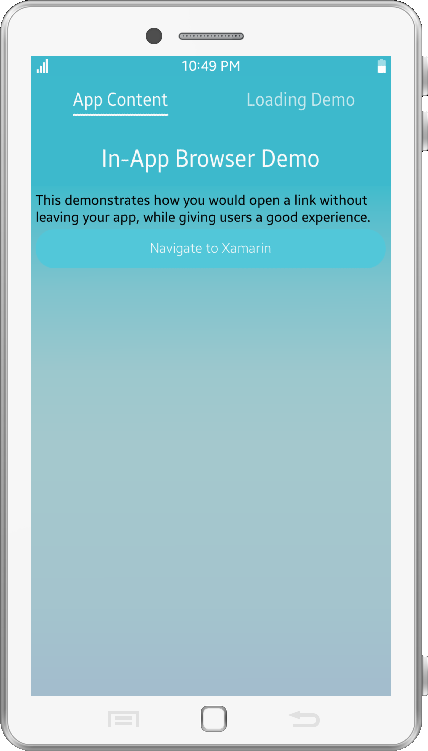 10:49 PM
App Content
Loading Demo
In-App Browser Demo
This demonstrates how you would open a link without
leaving your app, while giving users a good experience.
Navigate to Xamarin